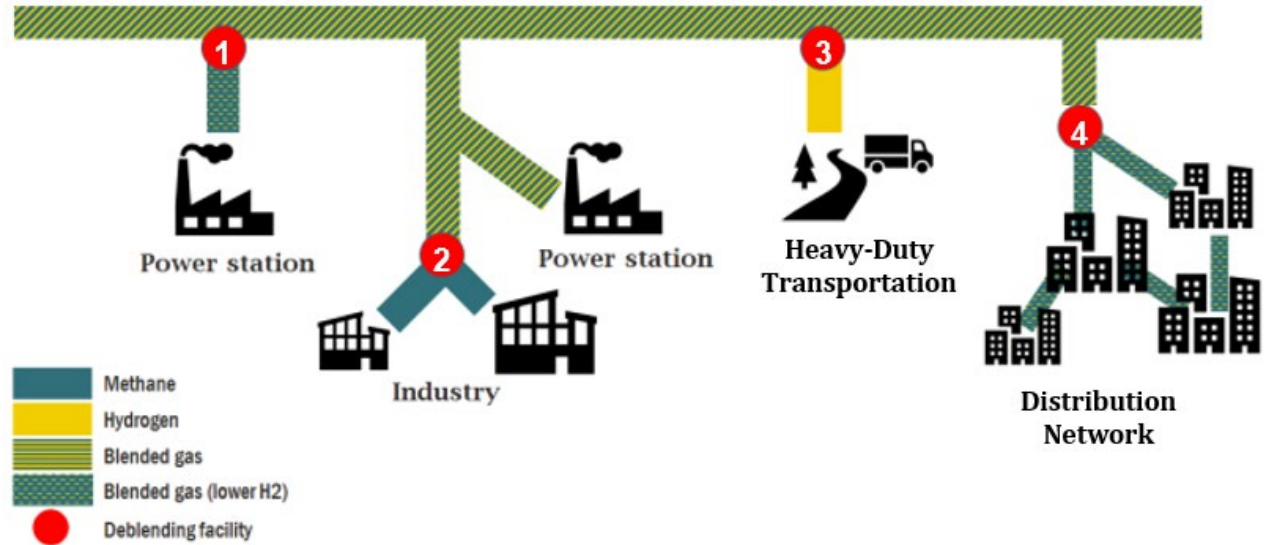 1
3
4
Power station
2
Power station
Heavy-Duty
Transportation
Industry
Distribution
Network
Methane
Hydrogen
Blended gas
Blended gas (lower H2)
Deblending facility